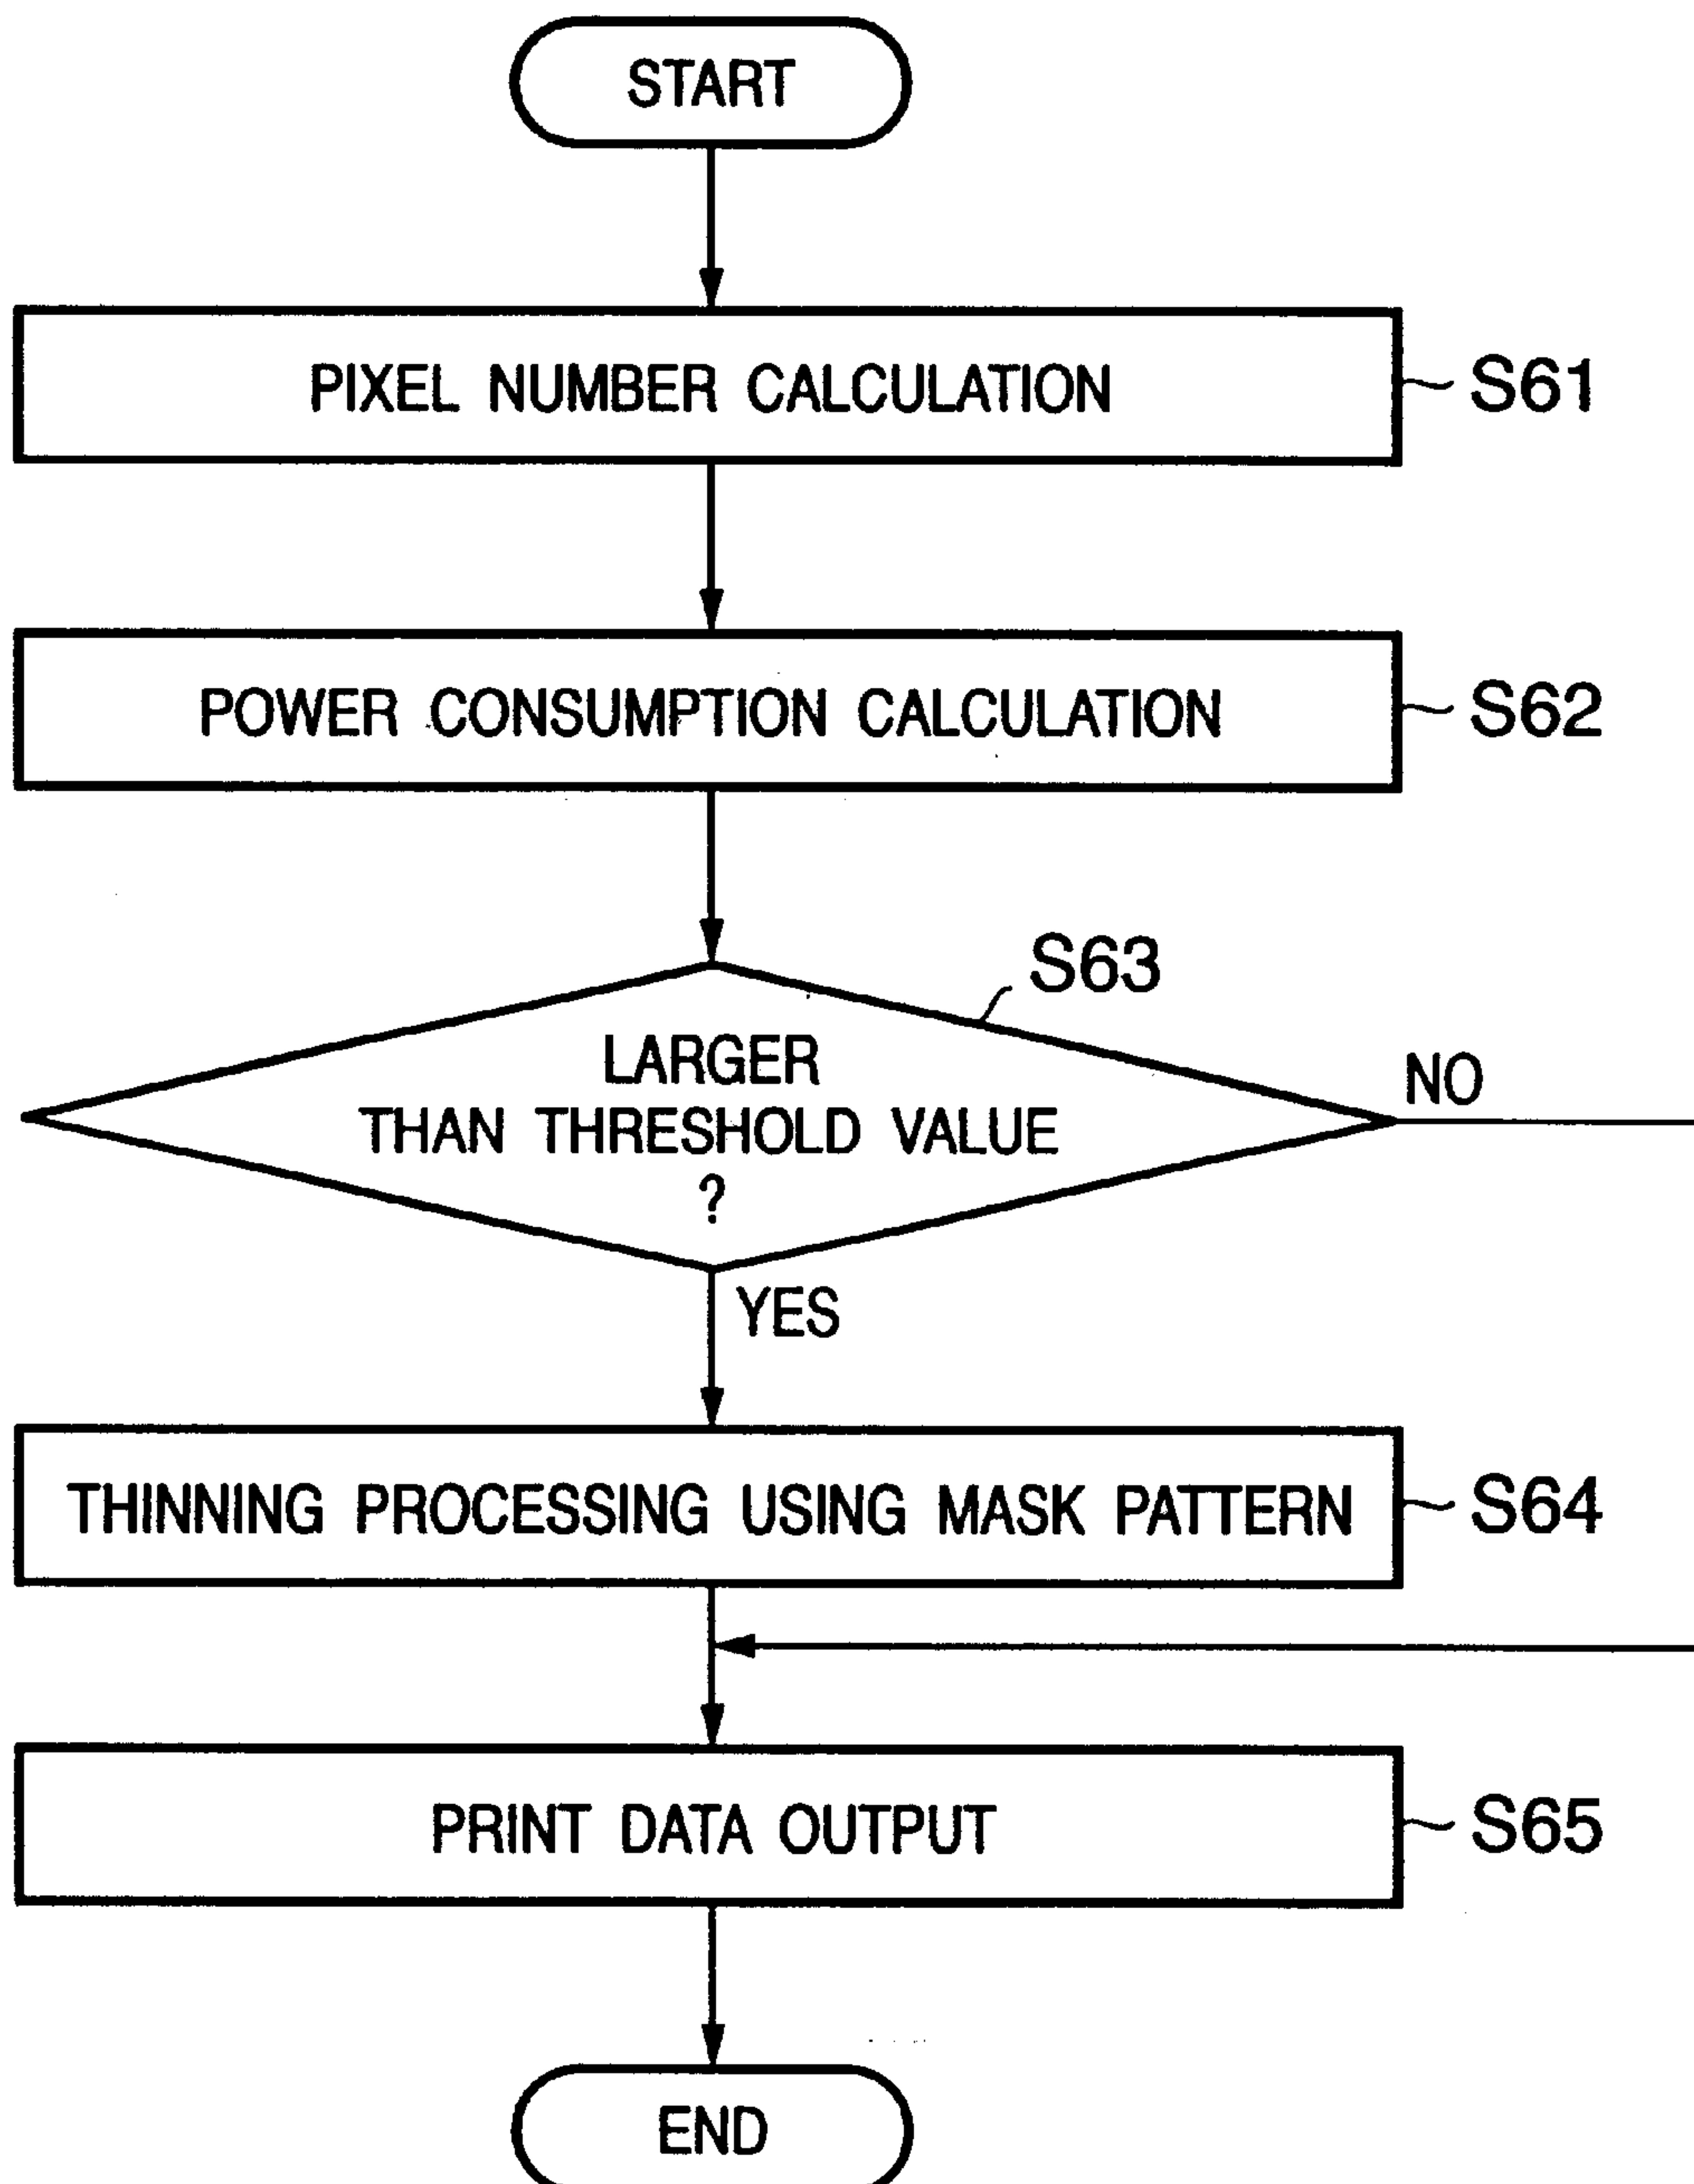 START
PIXEL NUMBER CALCULATION
S61
POWER CONSUMPTION CALCULATION
S62
S63
LARGER
THAN THRESHOLD VALUE
?
NO
YES
THINNING PROCESSING USING MASK PATTERN
S64
PRINT DATA OUTPUT
S65
END